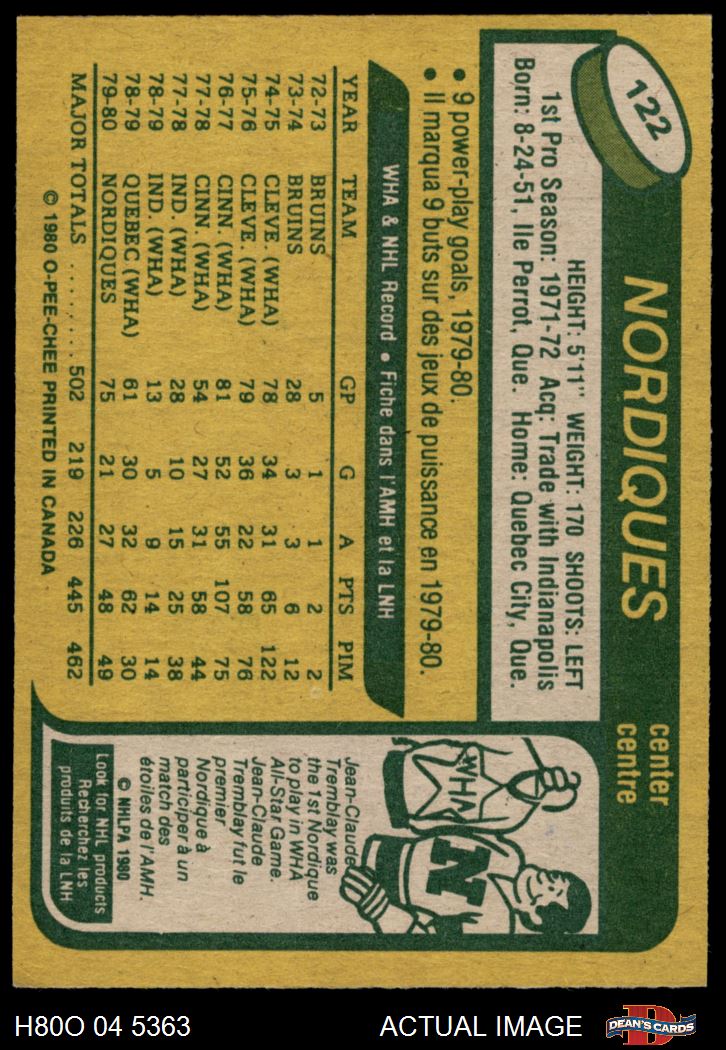 122
NORDIQUES
center
centre
HEIGHT: 5'11" WEIGHT: 170 SHOOTS: LEFT
1st Pro Season: 1971-72 Acq: Trade with Indianapolis
Born: 8-24-51, Ile Perrot, Que. Home: Quebec City, Que.
• 9 power-play goals, 1979-80.
• Il marqua 9 buts sur des jeux de puissance en 1979-80.
WHA & NHL Record • Fiche dans l'AMH et la LNH
YEAR TEAM GP G A PTS PIM
72-73 BRUINS 5 1 1 2 2
73-74 BRUINS 28 3 3 6 12
74-75 CLEVE. (WHA) 78 34 31 65 122
75-76 CLEVE. (WHA) 79 36 22 58 76
76-77 CINN. (WHA) 81 52 55 107 75
77-78 CINN. (WHA) 54 27 31 58 44
77-78 IND. (WHA) 28 10 15 25 38
78-79 IND. (WHA) 13 5 9 14 14
78-79 QUEBEC (WHA) 61 30 32 62 30
79-80 NORDIQUES 75 21 27 48 49
MAJOR TOTALS ........ 502 219 226 445 462
© 1980 O-PEE-CHEE PRINTED IN CANADA
WHA
N
Jean-Claude
Tremblay was
the 1st Nordique
to play in WHA
All-Star Game.
Jean-Claude
Tremblay fut le
premier
Nordique à
participer à un
match des
étoiles de l'AMH.
© NHLPA 1980
Look for NHL products
Recherchez les
produits de la LNH
H80O 04 5363
ACTUAL IMAGE
D
DEAN'S CARDS